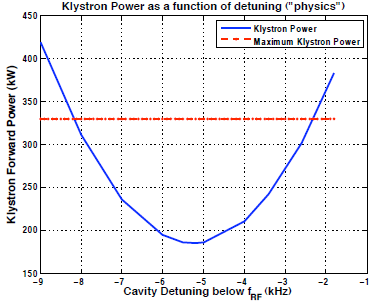 Klystron Power as a function of detuning ("physics")
Klystron Power
Maximum Klystron Power
Klystron Forward Power (kW)
450
400
350
300
250
200
150
−9 −8 −7 −6 −5 −4 −3 −2 −1
Cavity Detuning below f_RF (kHz)